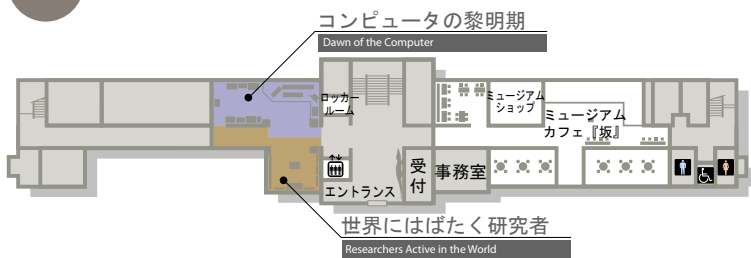 コンピュータの黎明期
Dawn of the Computer
ロッカー
ルーム
ミュージアム
ショップ
ミュージアム
カフェ『坂』
受付
事務室
エントランス
世界にはばたく研究者
Researchers Active in the World